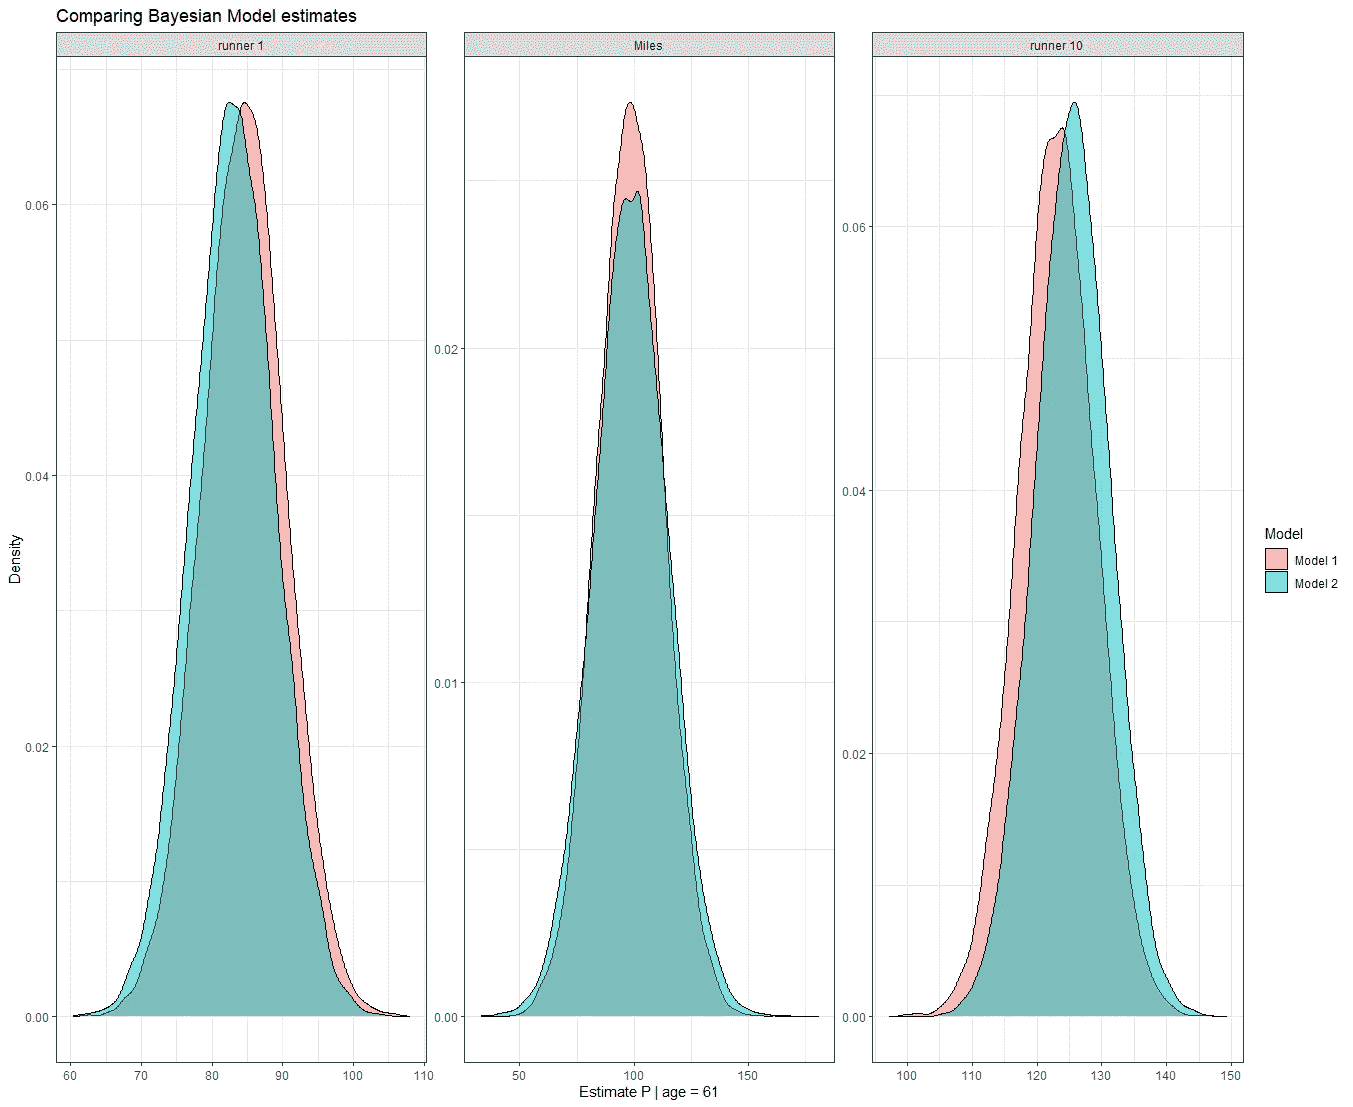 Comparing Bayesian Model estimates
runner 1
Miles
runner 10
0.06
0.04
0.02
0.00
0.02
0.01
0.00
0.06
0.04
0.02
0.00
Density
60 70 80 90 100 110
50 100 150
100 110 120 130 140 150
Estimate P | age = 61
Model
Model 1
Model 2